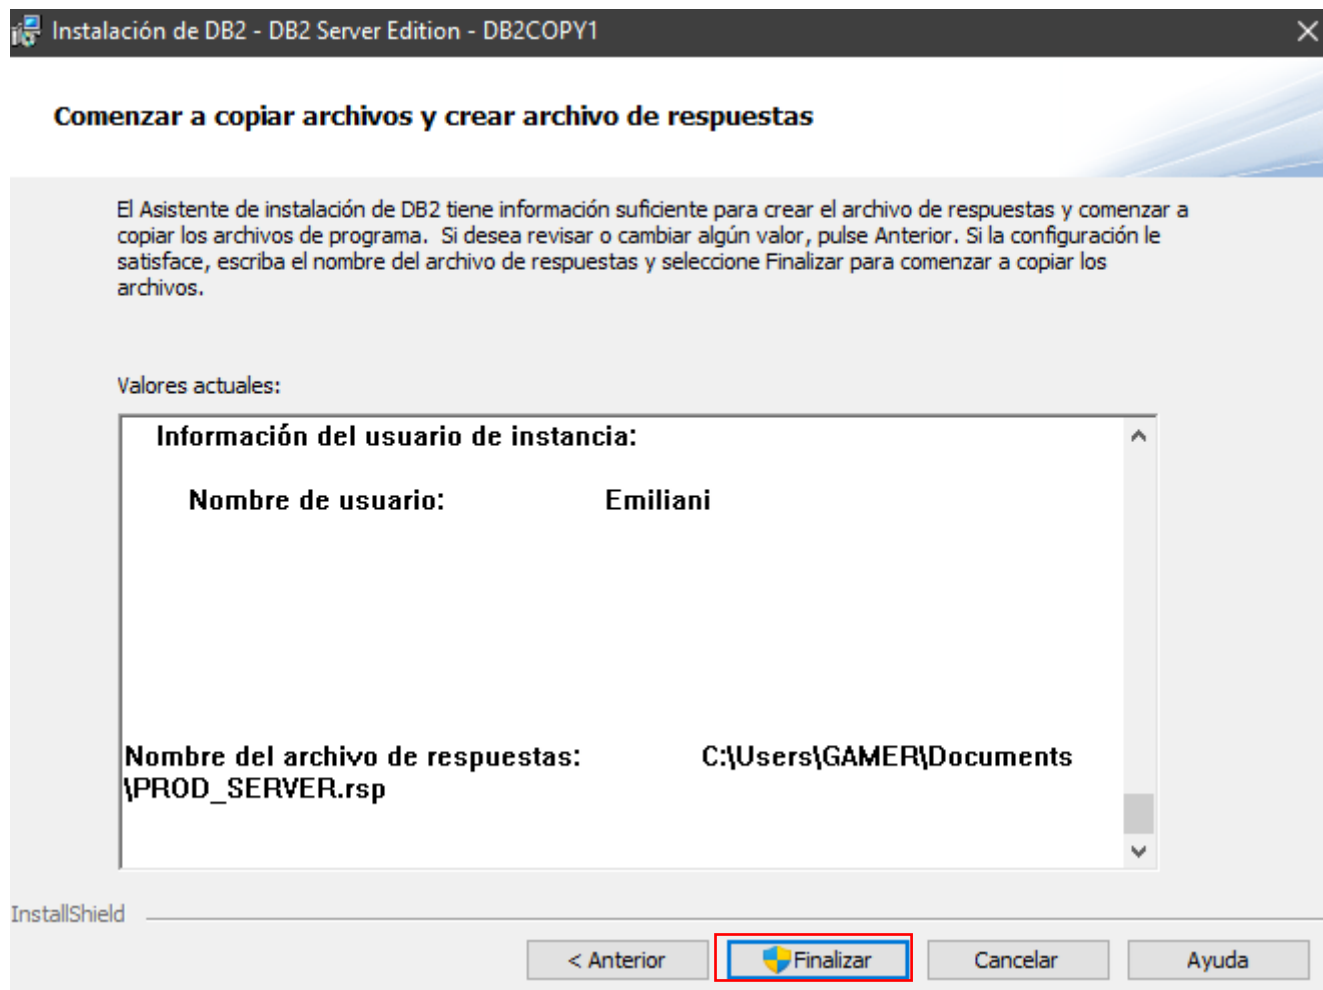 Instalación de DB2 - DB2 Server Edition - DB2COPY1
Comenzar a copiar archivos y crear archivo de respuestas
El Asistente de instalación de DB2 tiene información suficiente para crear el archivo de respuestas y comenzar a
copiar los archivos de programa.  Si desea revisar o cambiar algún valor, pulse Anterior. Si la configuración le
satisface, escriba el nombre del archivo de respuestas y seleccione Finalizar para comenzar a copiar los
archivos.
Valores actuales:
Información del usuario de instancia:
Nombre de usuario: Emiliani
Nombre del archivo de respuestas: C:\Users\GAMER\Documents
\PROD_SERVER.rsp
InstallShield
< Anterior Finalizar Cancelar Ayuda